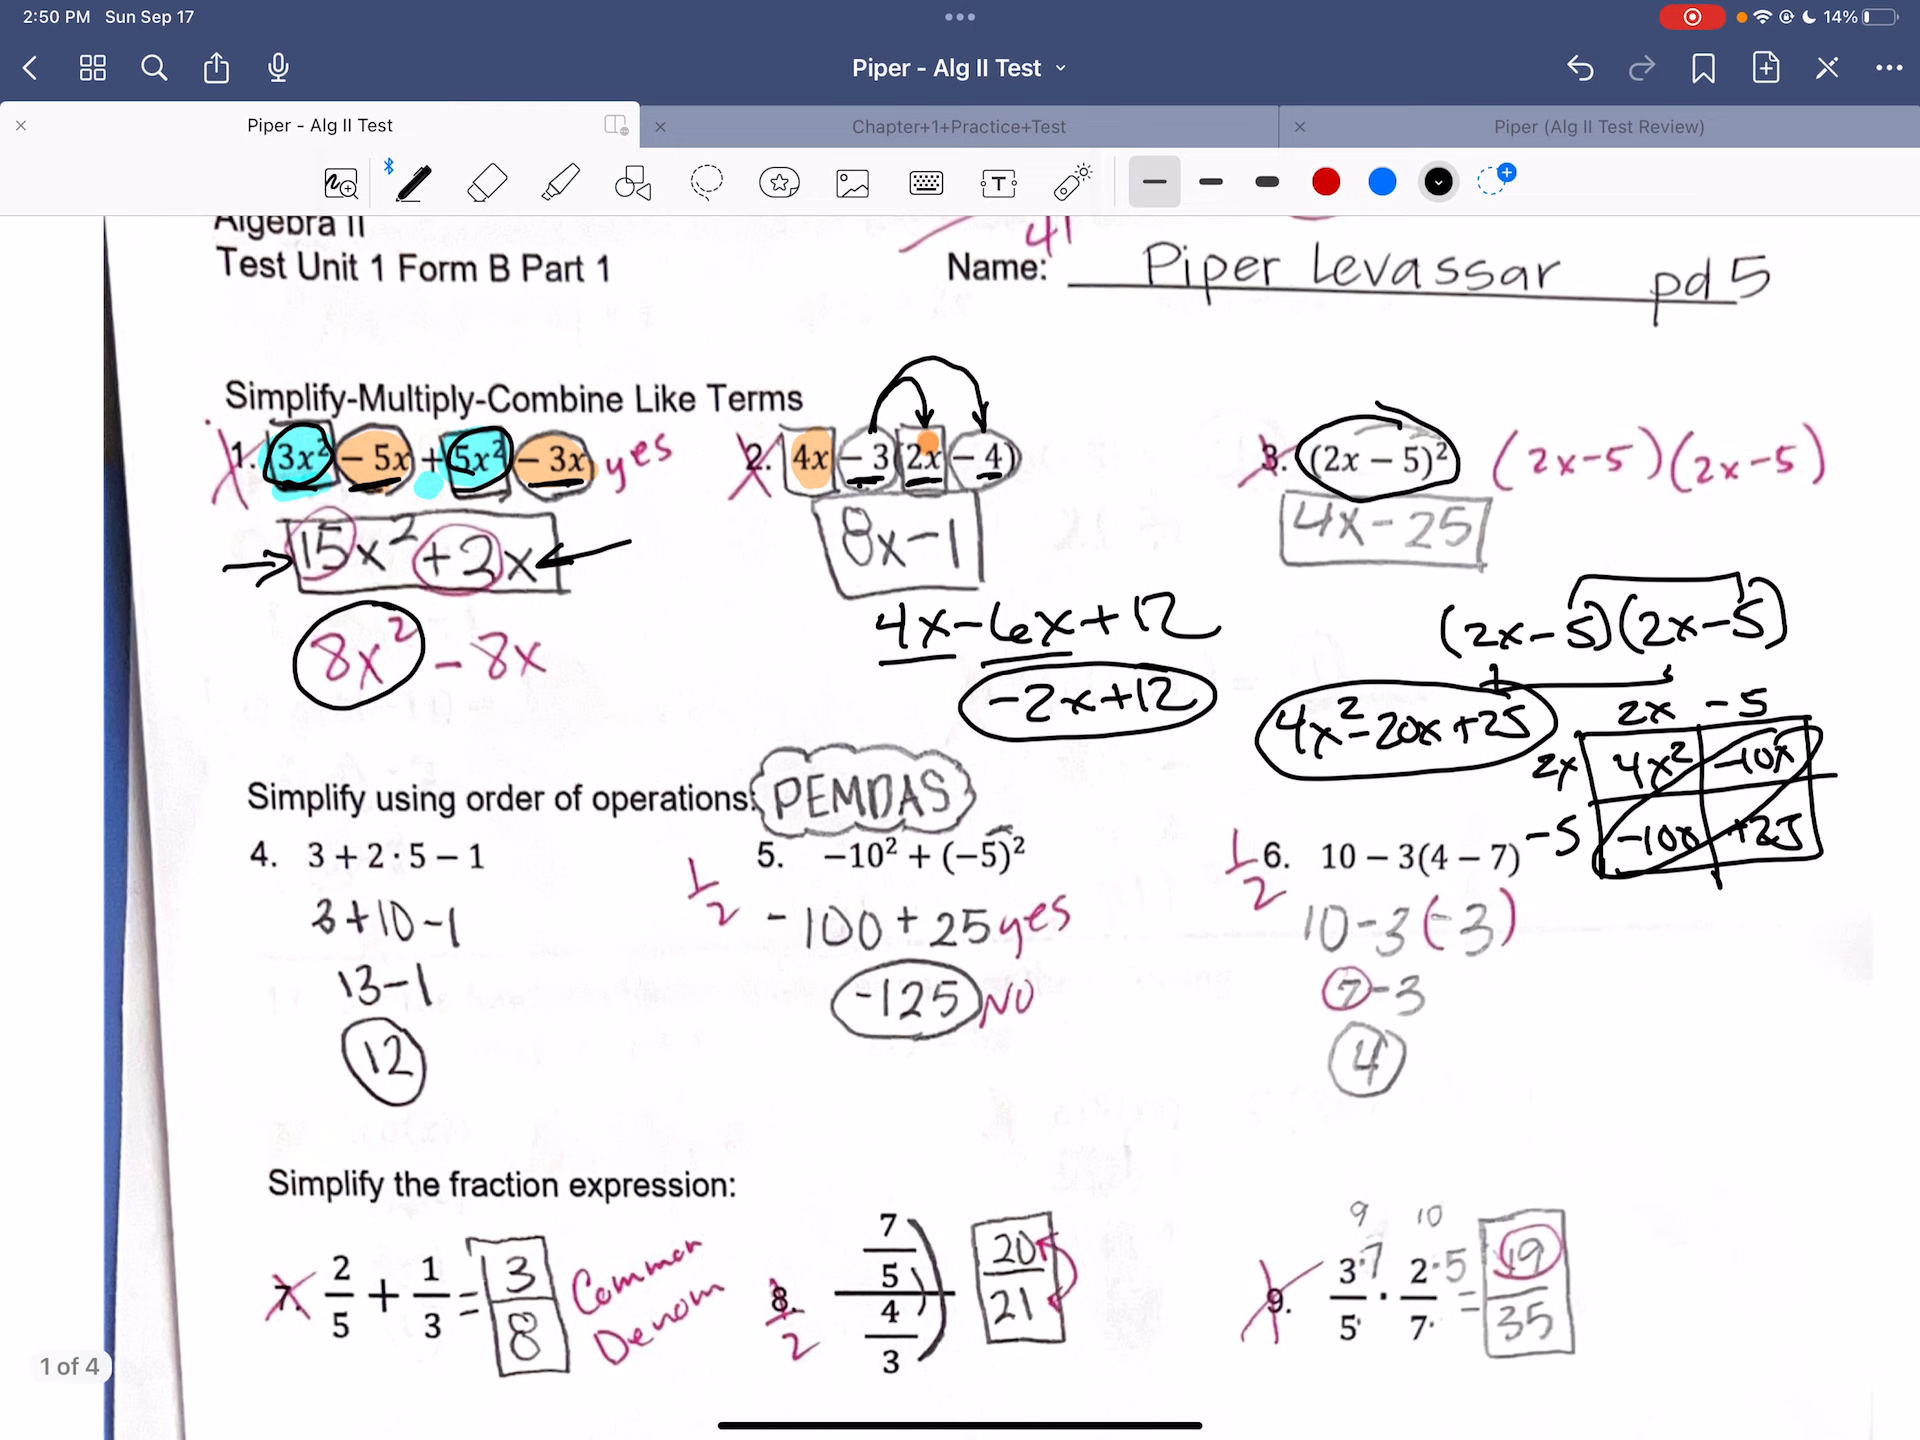 2:50 PM Sun Sep 17
14%
Piper - Alg II Test
Piper - Alg II Test
Chapter+1+Practice+Test
Piper (Alg II Test Review)
Algebra II
41
Test Unit 1 Form B Part 1
Name: Piper Levassar pd 5
Simplify-Multiply-Combine Like Terms
1. 3x² - 5x + 5x² - 3x yes
15x² + 2x
8x² - 8x
2. 4x - 3(2x - 4)
8x-1
4x-6x+12
-2x+12
3. (2x - 5)² (2x-5)(2x-5)
4x-25
(2x-5)(2x-5)
4x²-20x+25
2x -5
2x 4x² -10x
-5 -10x +25
Simplify using order of operations: PEMDAS
4. 3 + 2·5 - 1
3+10-1
13-1
12
1/2 5. -10² + (-5)²
-100 + 25 yes
-125 NO
1/2 6. 10 - 3(4 - 7)
10-3(-3)
7-3
4
Simplify the fraction expression:
7. 2/5 + 1/3 = 3/8 Common Denom
8. 7/5 / 4/3 20/21
1/2
9 10
9. 3·7/5 · 2·5/7 = 19/35
1 of 4